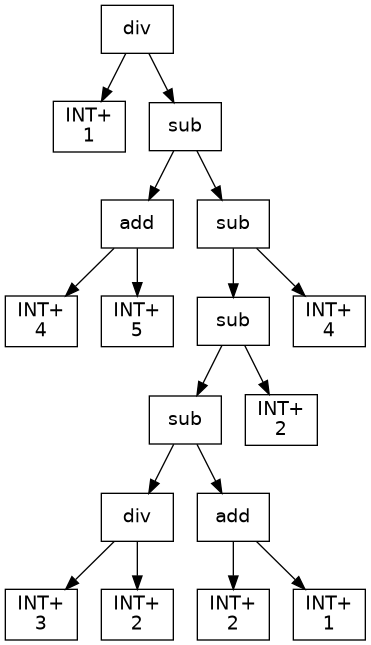 div
INT+
1
sub
add
sub
INT+
4
INT+
5
sub
INT+
4
sub
INT+
2
div
add
INT+
3
INT+
2
INT+
2
INT+
1